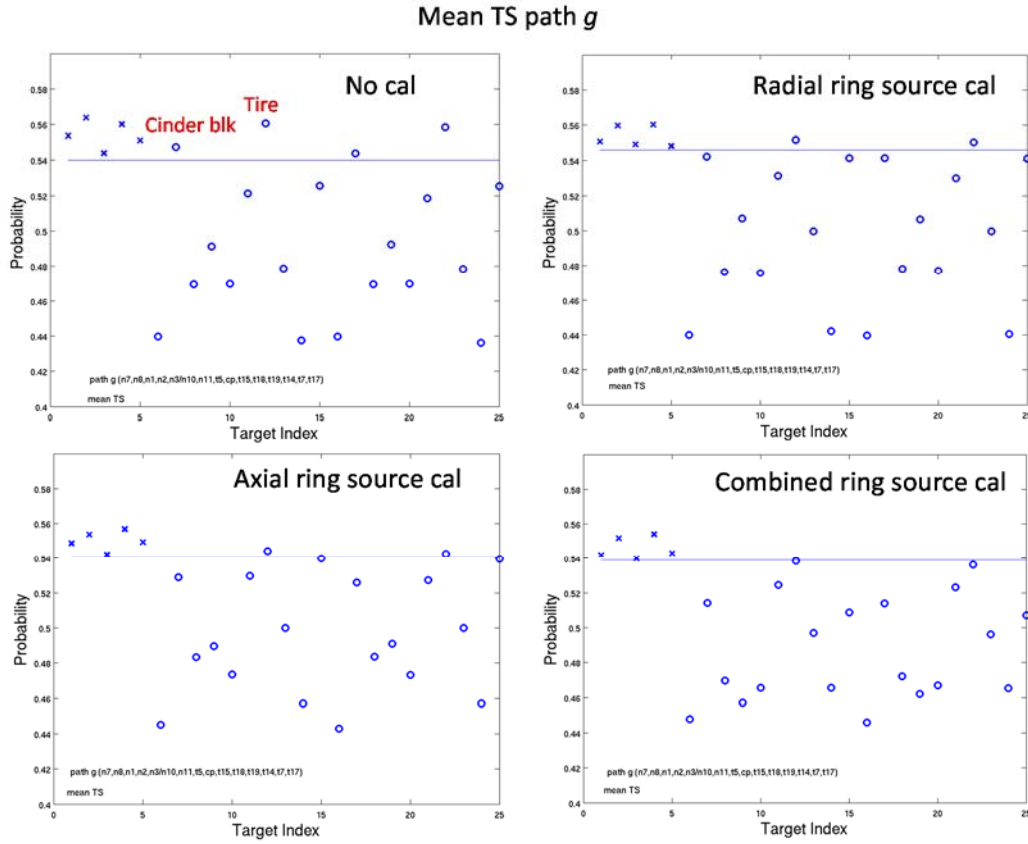 Mean TS path g
No cal
Tire
Cinder blk
0.58
0.56
0.54
0.52
0.5
0.48
0.46
0.44
0.42
0.4
Probability
path g (n7,n8,n1,n2,n3/n10,n11,t5,cp,t15,t18,t19,t14,t7,t17)
mean TS
0 5 10 15 20 25
Target Index
Radial ring source cal
0.58
0.56
0.54
0.52
0.5
0.48
0.46
0.44
0.42
0.4
Probability
path g (n7,n8,n1,n2,n3/n10,n11,t5,cp,t15,t18,t19,t14,t7,t17)
mean TS
0 5 10 15 20 25
Target Index
Axial ring source cal
0.58
0.56
0.54
0.52
0.5
0.48
0.46
0.44
0.42
0.4
Probability
path g (n7,n8,n1,n2,n3/n10,n11,t5,cp,t15,t18,t19,t14,t7,t17)
mean TS
0 5 10 15 20 25
Target Index
Combined ring source cal
0.58
0.56
0.54
0.52
0.5
0.48
0.46
0.44
0.42
0.4
Probability
path g (n7,n8,n1,n2,n3/n10,n11,t5,cp,t15,t18,t19,t14,t7,t17)
mean TS
0 5 10 15 20 25
Target Index